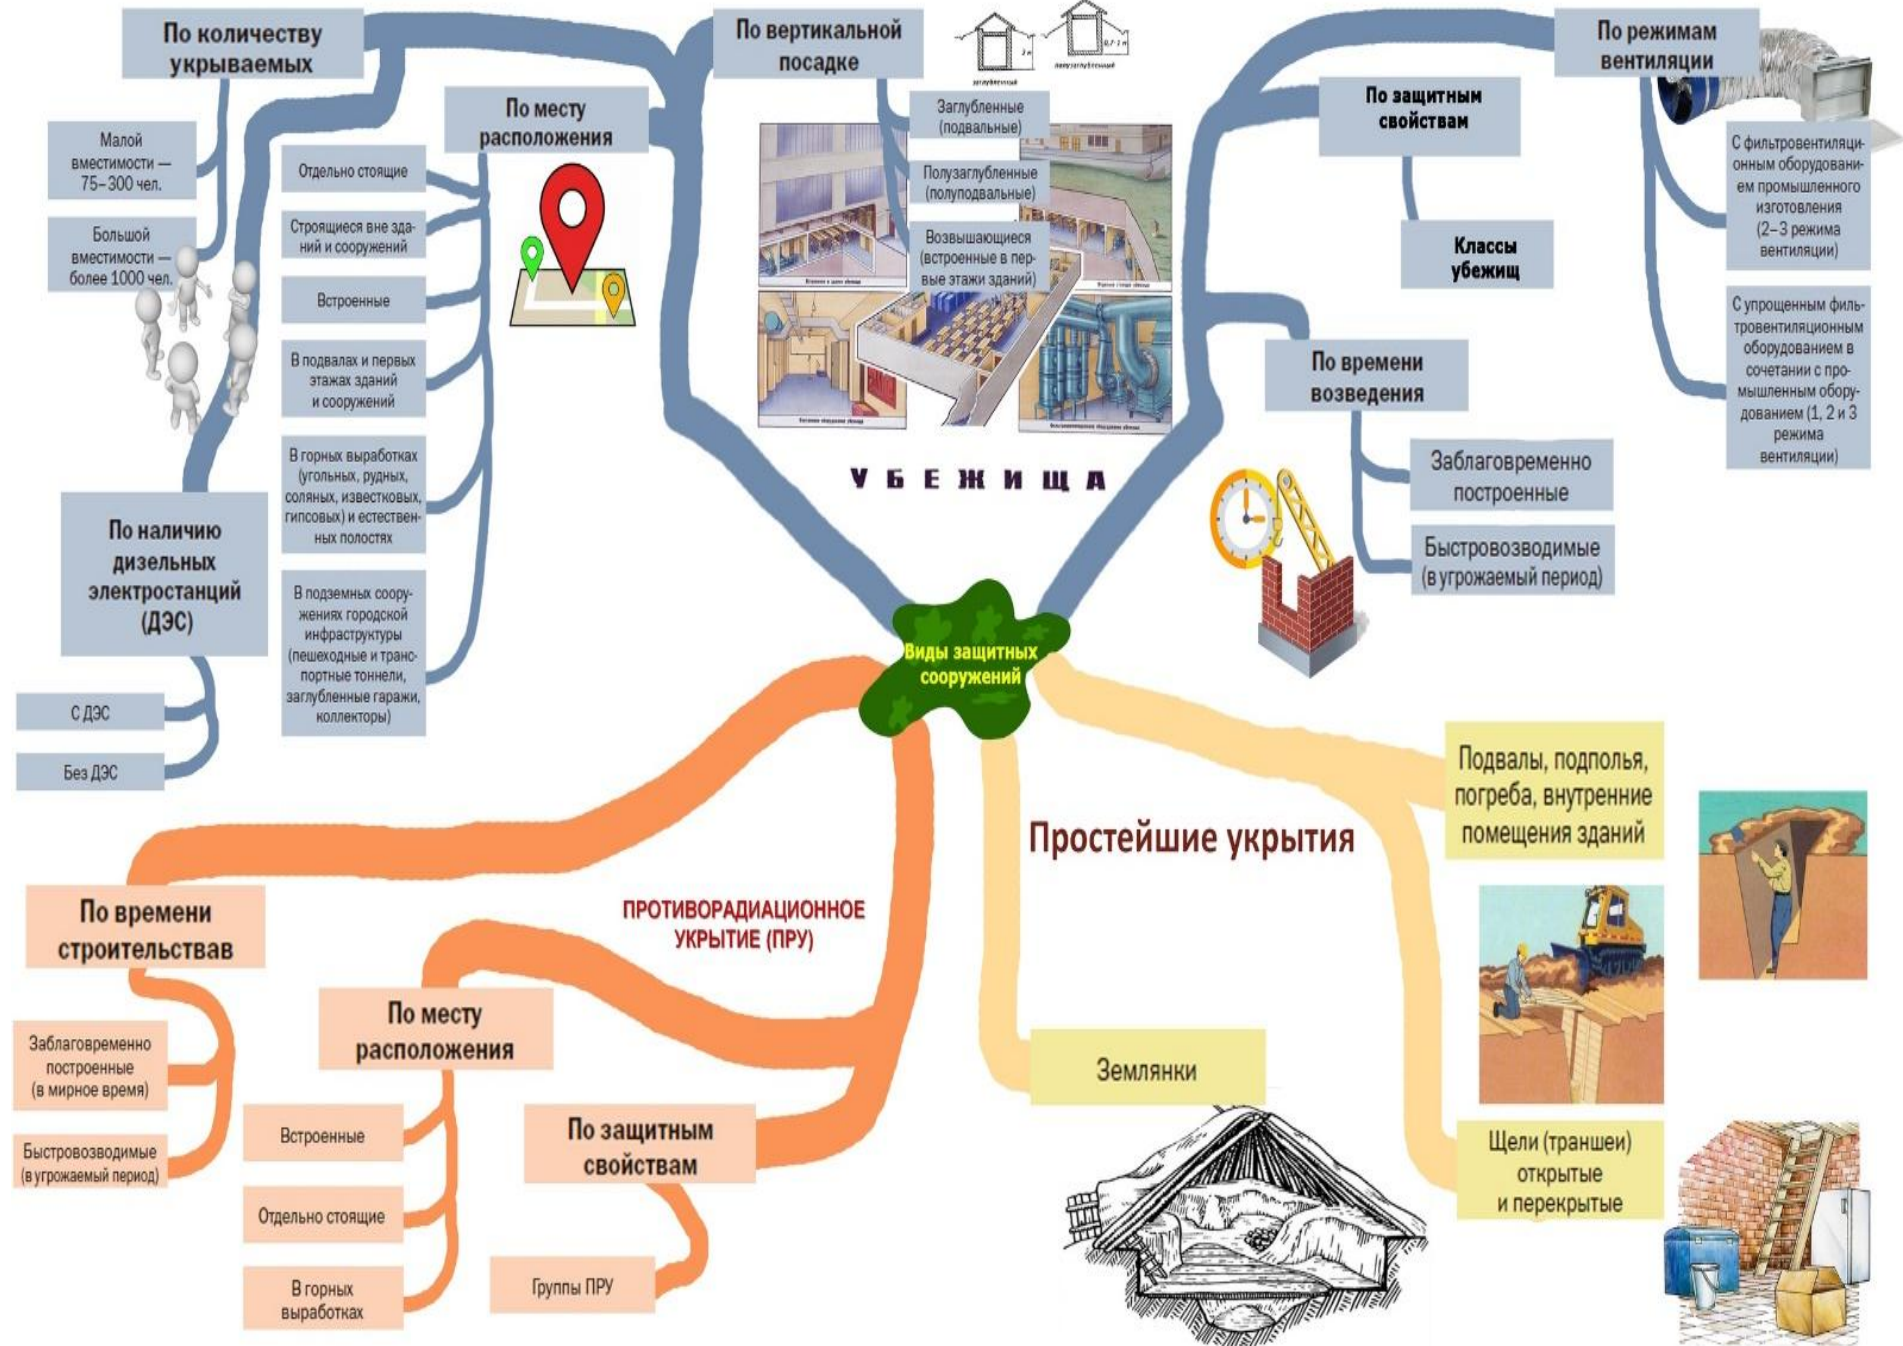 По количеству
укрываемых
Малой
вместимости —
75–300 чел.
Большой
вместимости —
более 1000 чел.
По наличию
дизельных
электростанций
(ДЭС)
С ДЭС
Без ДЭС
По месту
расположения
Отдельно стоящие
Строящиеся вне зда-
ний и сооружений
Встроенные
В подвалах и первых
этажах зданий
и сооружений
В горных выработках
(угольных, рудных,
соляных, известковых,
гипсовых) и естествен-
ных полостях
В подземных соору-
жениях городской
инфраструктуры
(пешеходные и транс-
портные тоннели,
заглубленные гаражи,
коллекторы)
По вертикальной
посадке
3 м
заглубленный
0,7-1 м
полузаглубленный
Заглубленные
(подвальные)
Полузаглубленные
(полуподвальные)
Возвышающиеся
(встроенные в пер-
вые этажи зданий)
УБЕЖИЩА
По режимам
вентиляции
С фильтровентиляци-
онным оборудовани-
ем промышленного
изготовления
(2–3 режима
вентиляции)
С упрощенным филь-
тровентиляционным
оборудованием в
сочетании с про-
мышленным обору-
дованием (1, 2 и 3
режима
вентиляции)
По защитным
свойствам
Классы
убежищ
По времени
возведения
Заблаговременно
построенные
Быстровозводимые
(в угрожаемый период)
Виды защитных
сооружений
ПРОТИВОРАДИАЦИОННОЕ
УКРЫТИЕ (ПРУ)
По времени
строительствав
Заблаговременно
построенные
(в мирное время)
Быстровозводимые
(в угрожаемый период)
По месту
расположения
Встроенные
Отдельно стоящие
В горных
выработках
По защитным
свойствам
Группы ПРУ
Простейшие укрытия
Подвалы, подполья,
погреба, внутренние
помещения зданий
Землянки
Щели (траншеи)
открытые
и перекрытые